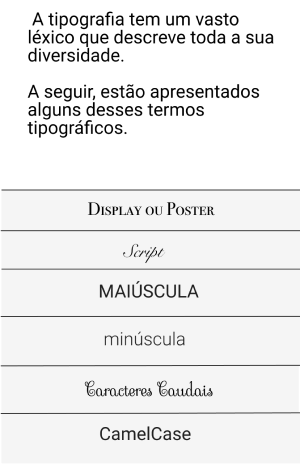 A tipografia tem um vasto
léxico que descreve toda a sua
diversidade.
A seguir, estão apresentados
alguns desses termos
tipográficos.
Display ou Poster
Script
MAIÚSCULA
minúscula
Caracteres Caudais
CamelCase